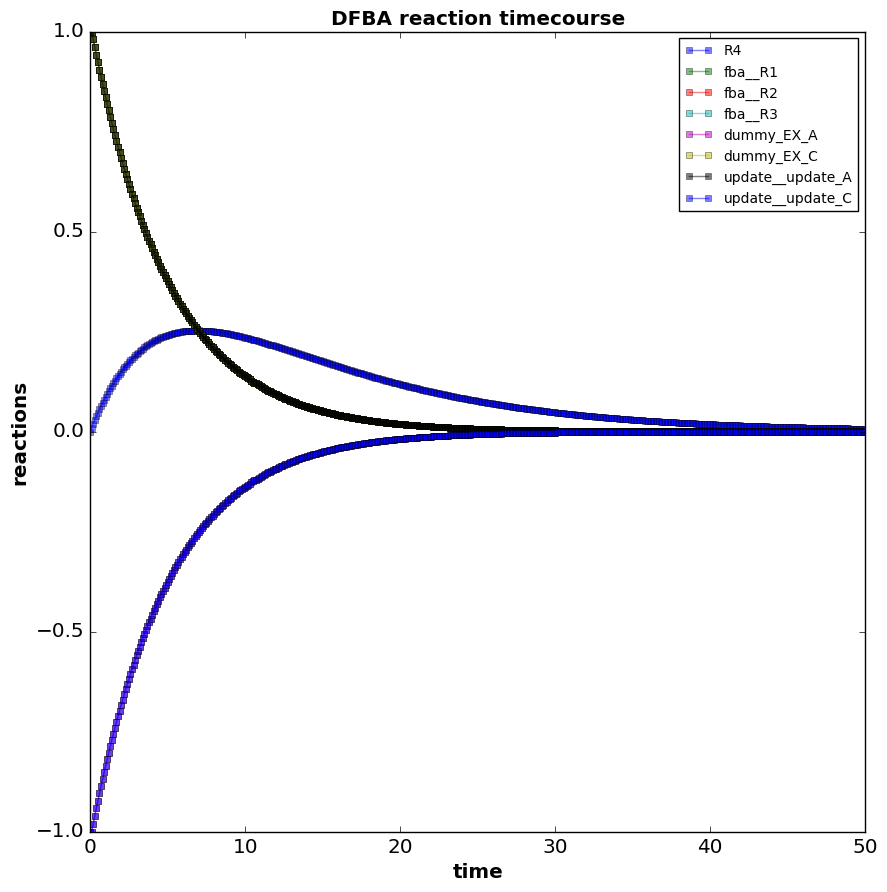 DFBA reaction timecourse
R4
fba__R1
fba__R2
fba__R3
dummy_EX_A
dummy_EX_C
update__update_A
update__update_C
1.0
0.5
0.0
−0.5
−1.0
reactions
0 10 20 30 40 50
time